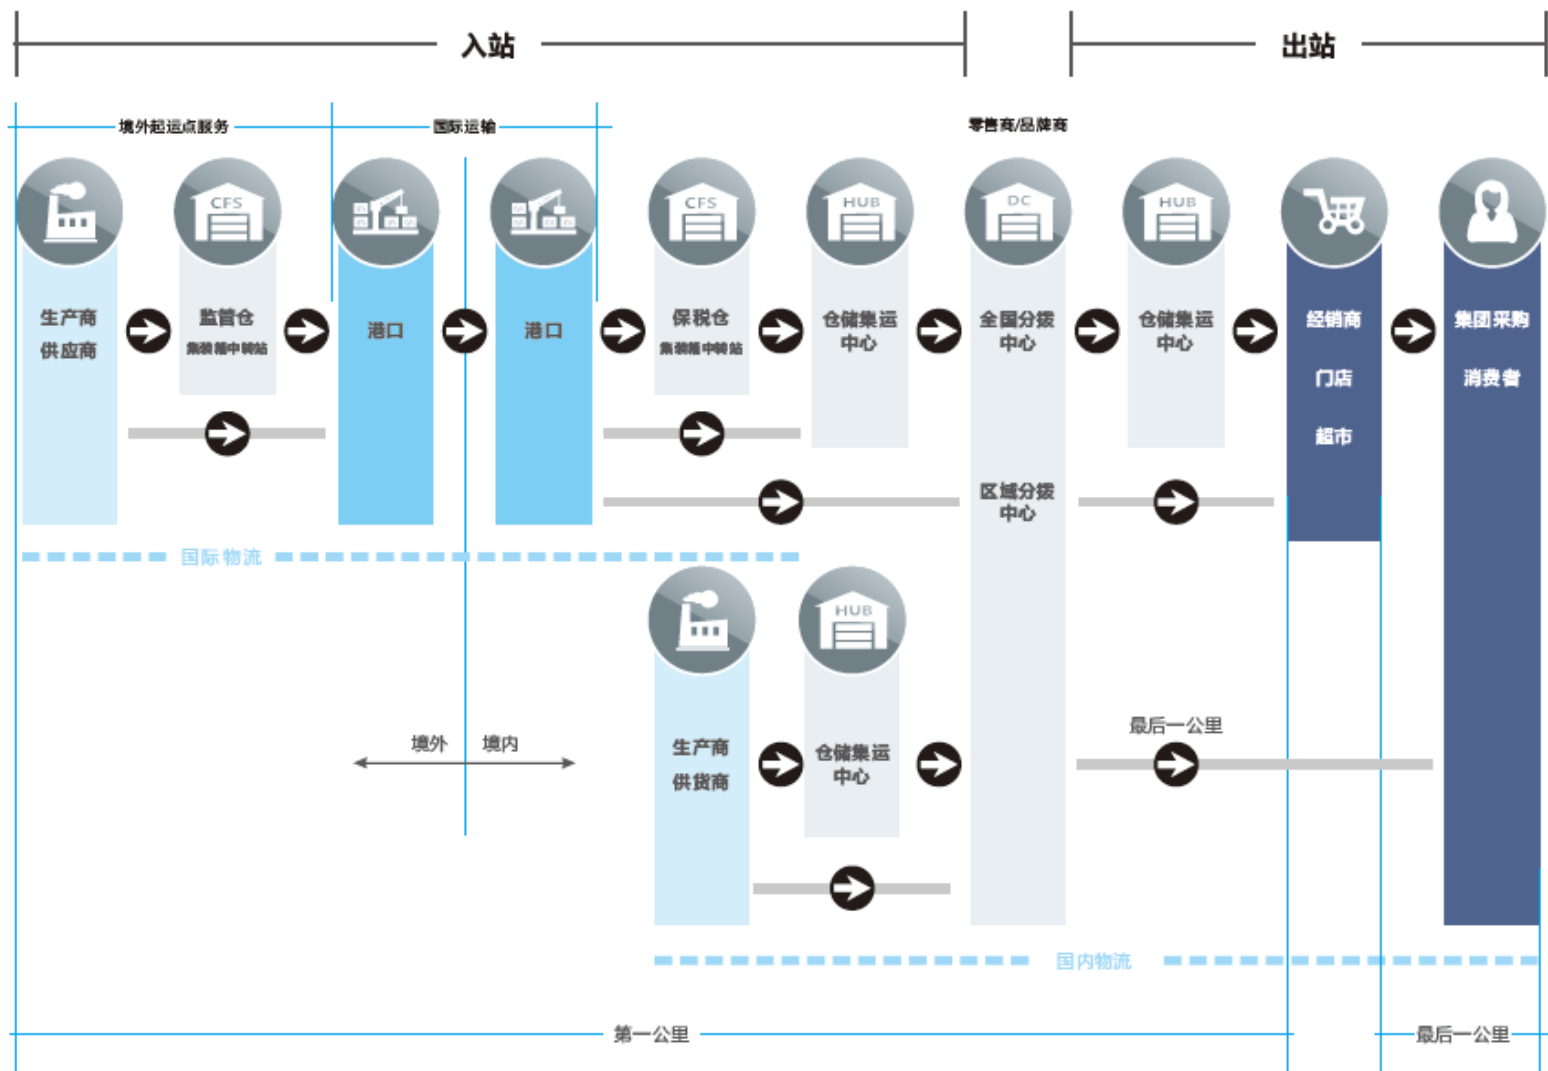 入站
出站
境外起运点服务
国际运输
零售商/品牌商
CFS
CFS
HUB
DC
HUB
生产商
供应商
监管仓
集装箱中转站
港口
港口
保税仓
集装箱中转站
仓储集运
中心
全国分拨
中心
仓储集运
中心
经销商
门店
超市
集团采购
消费者
区域分拨
中心
国际物流
HUB
境外
境内
生产商
供货商
仓储集运
中心
最后一公里
国内物流
第一公里
最后一公里